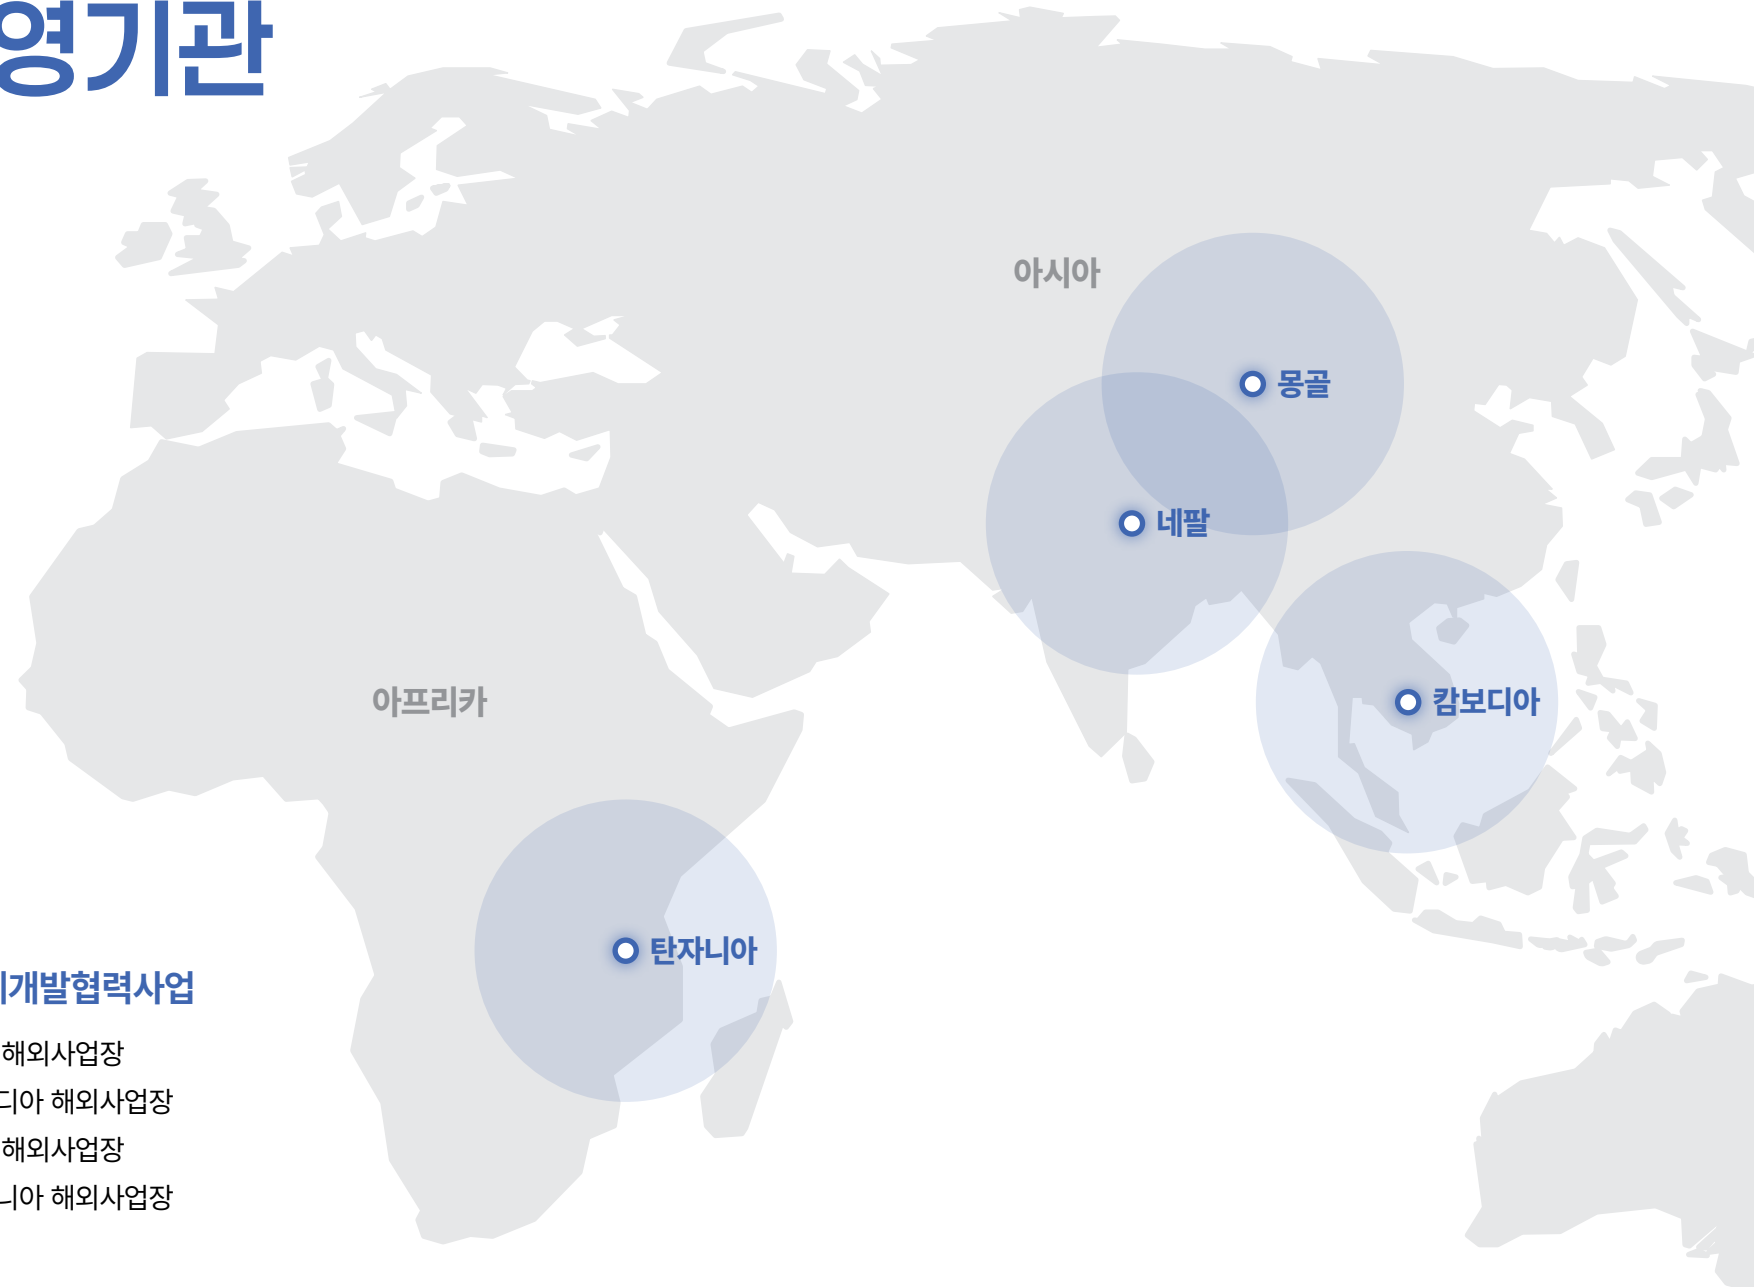 영기관
아시아
몽골
네팔
아프리카
캄보디아
탄자니아
개발협력사업
해외사업장
디아 해외사업장
해외사업장
니아 해외사업장